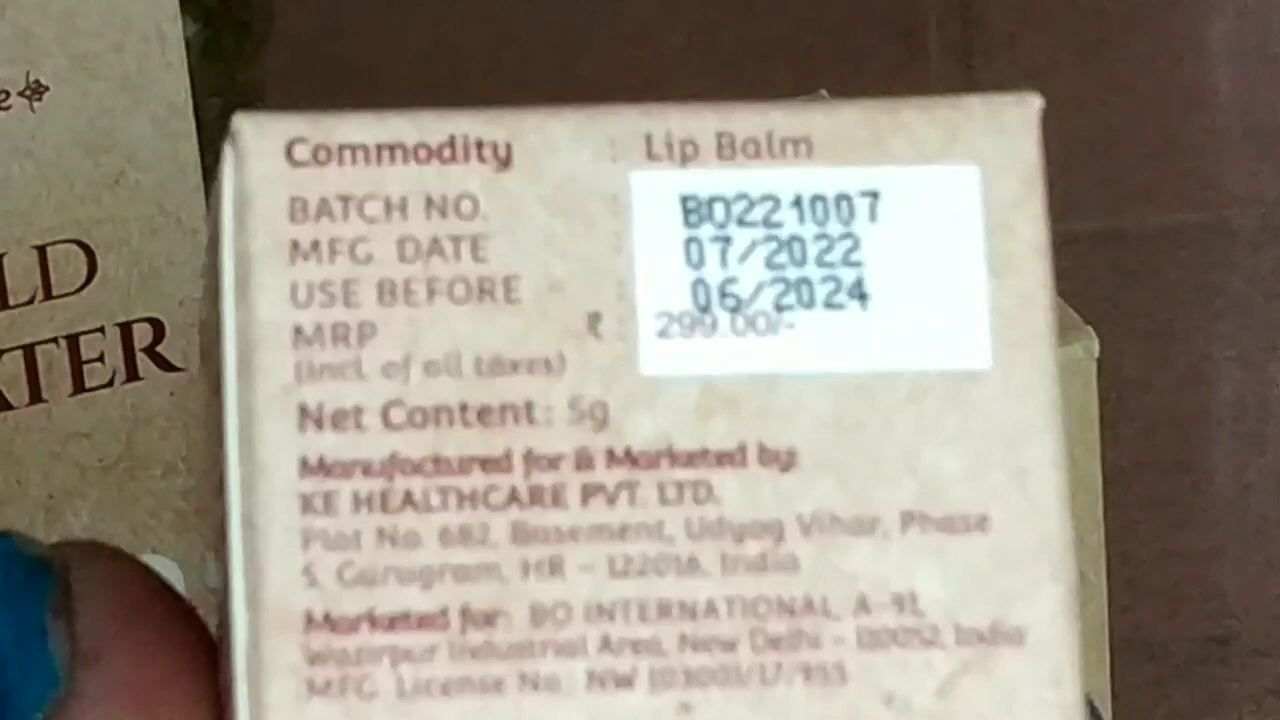 e
LD
ATER
Commodity : Lip Balm
BATCH NO. : BO221007
MFG. DATE : 07/2022
USE BEFORE : 06/2024
MRP ₹ : 299.00/-
(incl. of all taxes)
Net Content: 5g
Manufactured for & Marketed by:
KE HEALTHCARE PVT. LTD.
Plot No. 682, Basement, Udyog Vihar, Phase
5, Gurugram, HR - 122016, India
Marketed for: BO INTERNATIONAL, A-91,
Wazirpur Industrial Area, New Delhi - 110052, India
MFG. License No.: NW